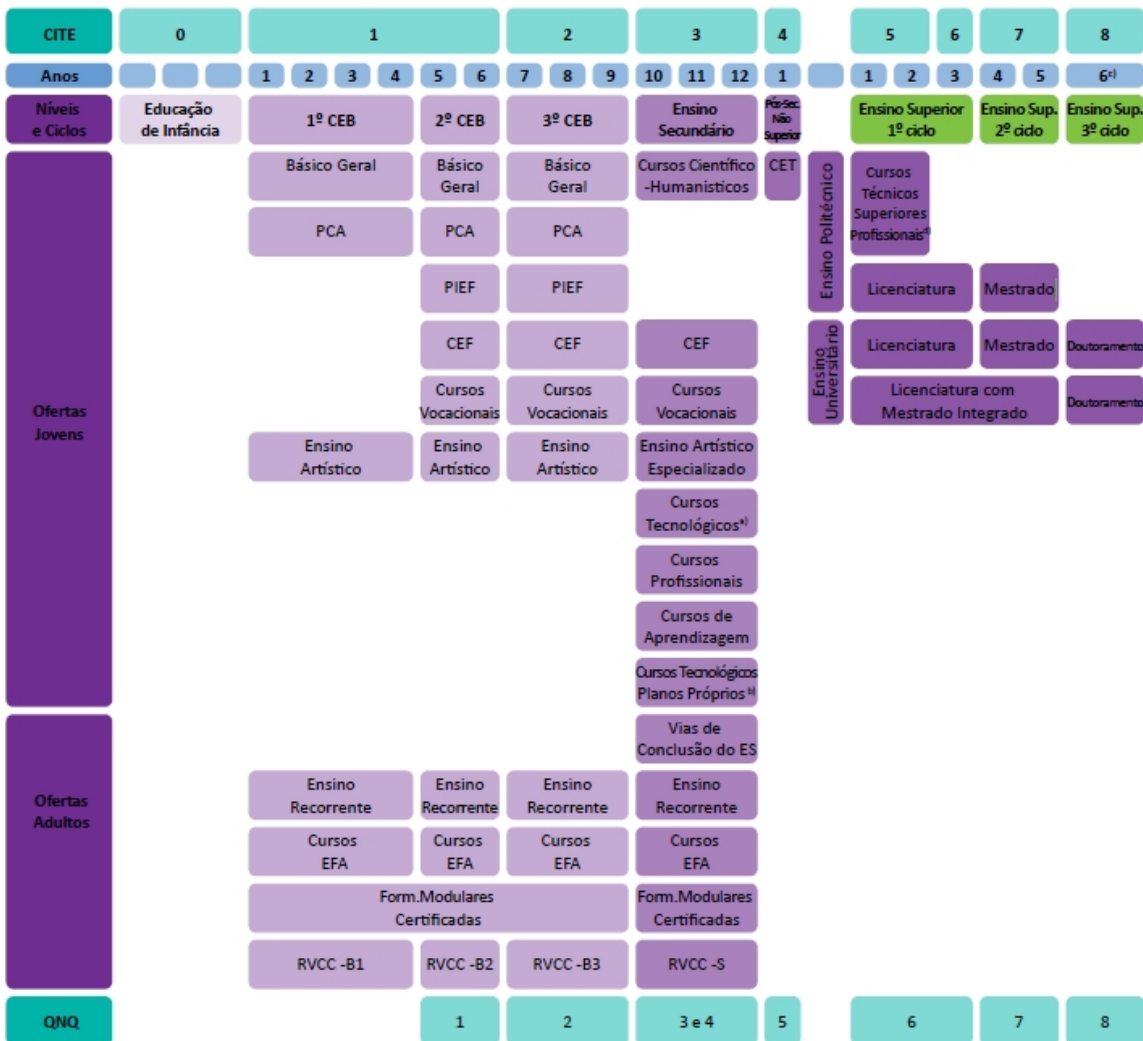 CITE 0 1 2 3 4 5 6 7 8
Anos 1 2 3 4 5 6 7 8 9 10 11 12 1 1 2 3 4 5 6c)
Níveis
e Ciclos
Educação
de Infância
1º CEB
2º CEB
3º CEB
Ensino
Secundário
Pós-Sec.
Não
Superior
Ensino Superior
1º ciclo
Ensino Sup.
2º ciclo
Ensino Sup.
3º ciclo
Ofertas
Jovens
Básico Geral
Básico
Geral
Básico
Geral
Cursos Científico
-Humanisticos
CET
Ensino Politécnico
Cursos
Técnicos
Superiores
Profissionaisd)
PCA
PCA
PCA
PIEF
PIEF
Licenciatura
Mestrado
CEF
CEF
CEF
Ensino
Universitário
Licenciatura
Mestrado
Doutoramento
Cursos
Vocacionais
Cursos
Vocacionais
Cursos
Vocacionais
Licenciatura com
Mestrado Integrado
Doutoramento
Ensino
Artístico
Ensino
Artístico
Ensino
Artístico
Ensino Artístico
Especializado
Cursos
Tecnológicosa)
Cursos
Profissionais
Cursos de
Aprendizagem
Cursos Tecnológicos
Planos Próprios b)
Ofertas
Adultos
Vias de
Conclusão do ES
Ensino
Recorrente
Ensino
Recorrente
Ensino
Recorrente
Ensino
Recorrente
Cursos
EFA
Cursos
EFA
Cursos
EFA
Cursos
EFA
Form.Modulares
Certificadas
Form.Modulares
Certificadas
RVCC -B1
RVCC -B2
RVCC -B3
RVCC -S
QNQ 1 2 3 e 4 5 6 7 8